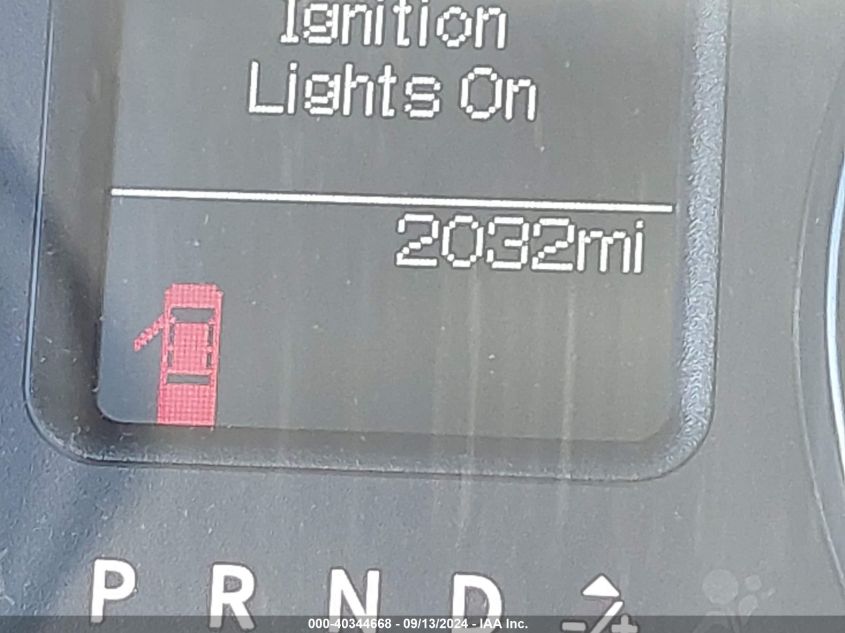 Ignition
Lights On
2032mi
P R N D -/+
000-40344668 - 09/13/2024 - IAA Inc.